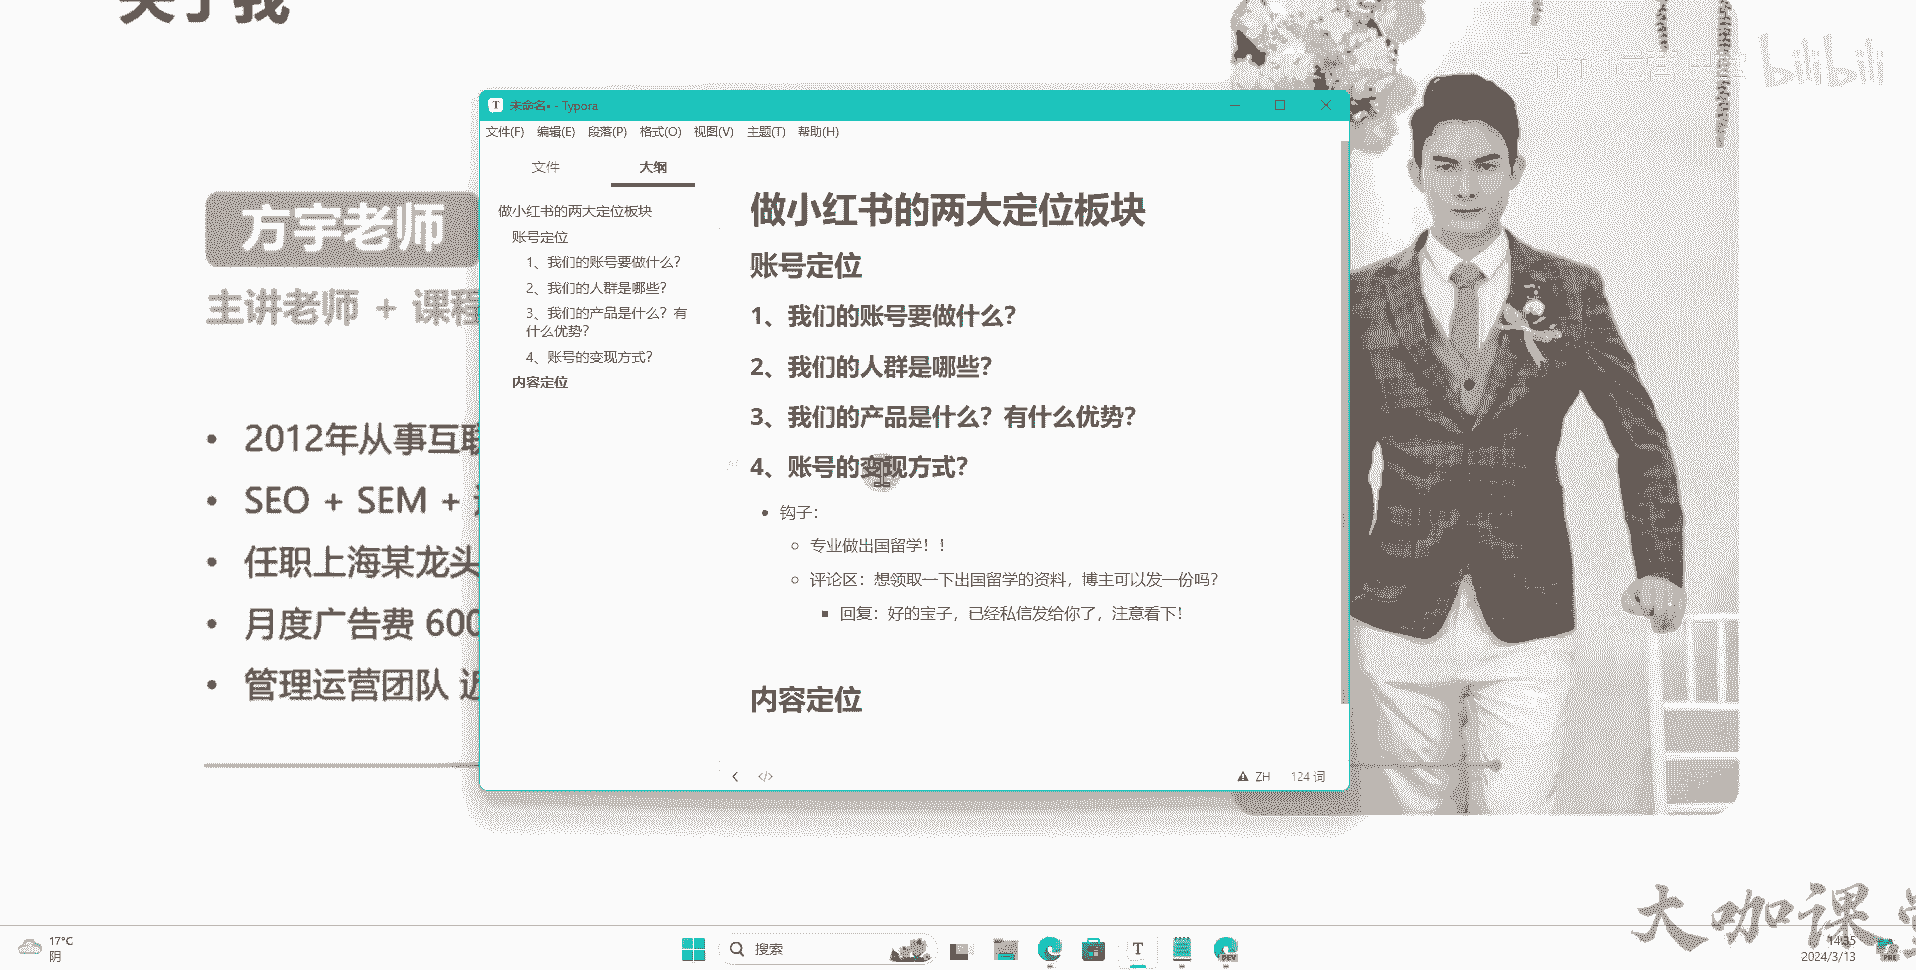 关于我
bilibili
未命名• - Typora
文件(F) 编辑(E) 段落(P) 格式(O) 视图(V) 主题(T) 帮助(H)
文件 大纲
做小红书的两大定位板块
账号定位
1、我们的账号要做什么？
2、我们的人群是哪些？
3、我们的产品是什么？有
什么优势？
4、账号的变现方式？
内容定位
做小红书的两大定位板块
账号定位
1、我们的账号要做什么？
2、我们的人群是哪些？
3、我们的产品是什么？有什么优势？
4、账号的变现方式？
钩子：
专业做出国留学！！
评论区：想领取一下出国留学的资料，博主可以发一份吗？
回复：好的宝子，已经私信发给你了，注意看下！
内容定位
ZH 124 词
方宇老师
主讲老师 + 课程
2012年从事互联
SEO + SEM +
任职上海某龙头
月度广告费 600
管理运营团队 近
大咖课堂
17°C
阴
搜索
14:35
2024/3/13